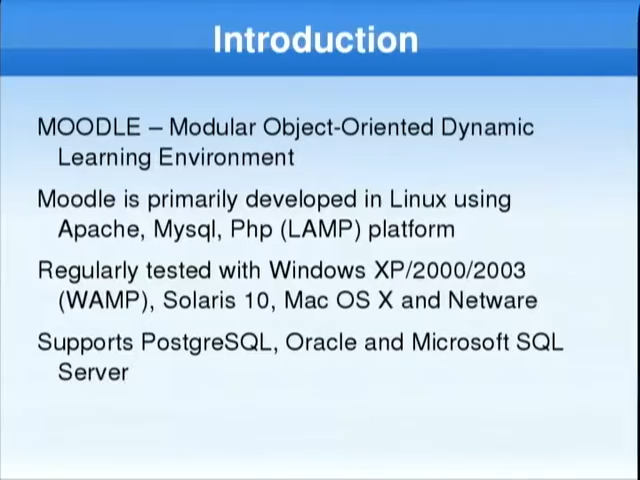 Introduction
MOODLE – Modular Object-Oriented Dynamic
Learning Environment
Moodle is primarily developed in Linux using
Apache, Mysql, Php (LAMP) platform
Regularly tested with Windows XP/2000/2003
(WAMP), Solaris 10, Mac OS X and Netware
Supports PostgreSQL, Oracle and Microsoft SQL
Server